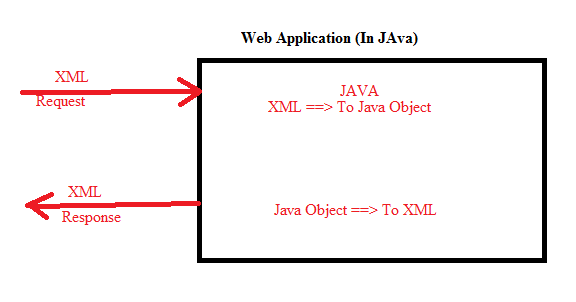 Web Application (In JAva)
XML
Request
JAVA
XML ==> To Java Object
XML
Response
Java Object ==> To XML